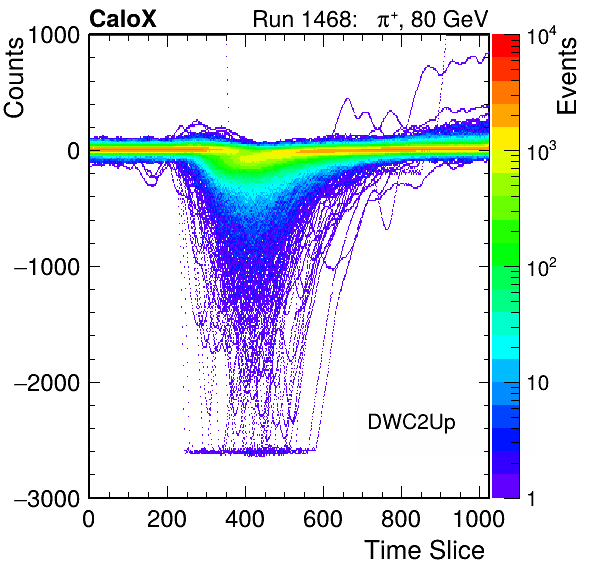 CaloX Run 1468: π⁺, 80 GeV
Counts
Events
1000
0
−1000
−2000
−3000
10⁴
10³
10²
10
1
DWC2Up
0 200 400 600 800 1000
Time Slice